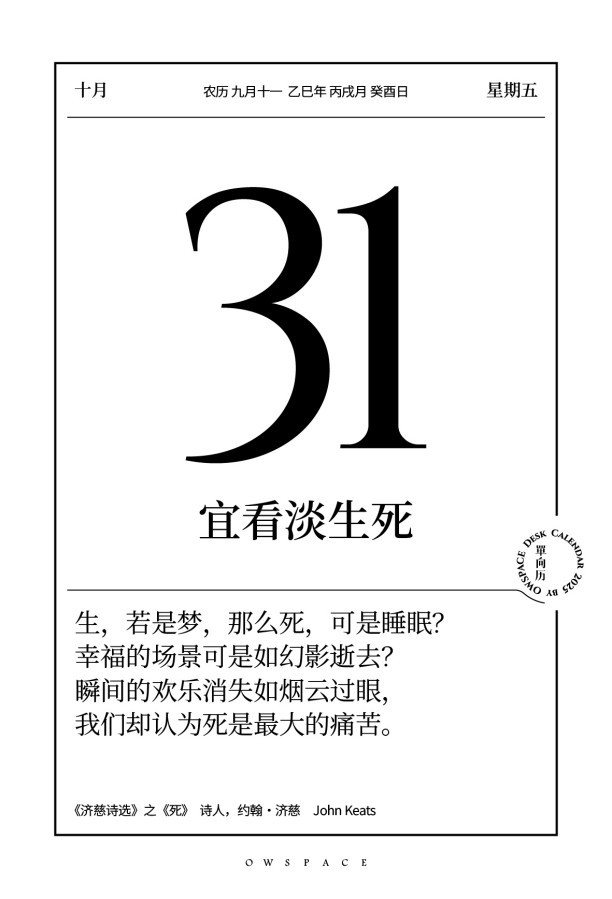 十月 农历 九月十一 乙巳年 丙戌月 癸酉日 星期五
31
宜看淡生死
OWSPACE DESK CALENDAR 2025 BY
單向历
生，若是梦，那么死，可是睡眠？
幸福的场景可是如幻影逝去？
瞬间的欢乐消失如烟云过眼，
我们却认为死是最大的痛苦。
《济慈诗选》之《死》 诗人，约翰·济慈 John Keats
OWSPACE